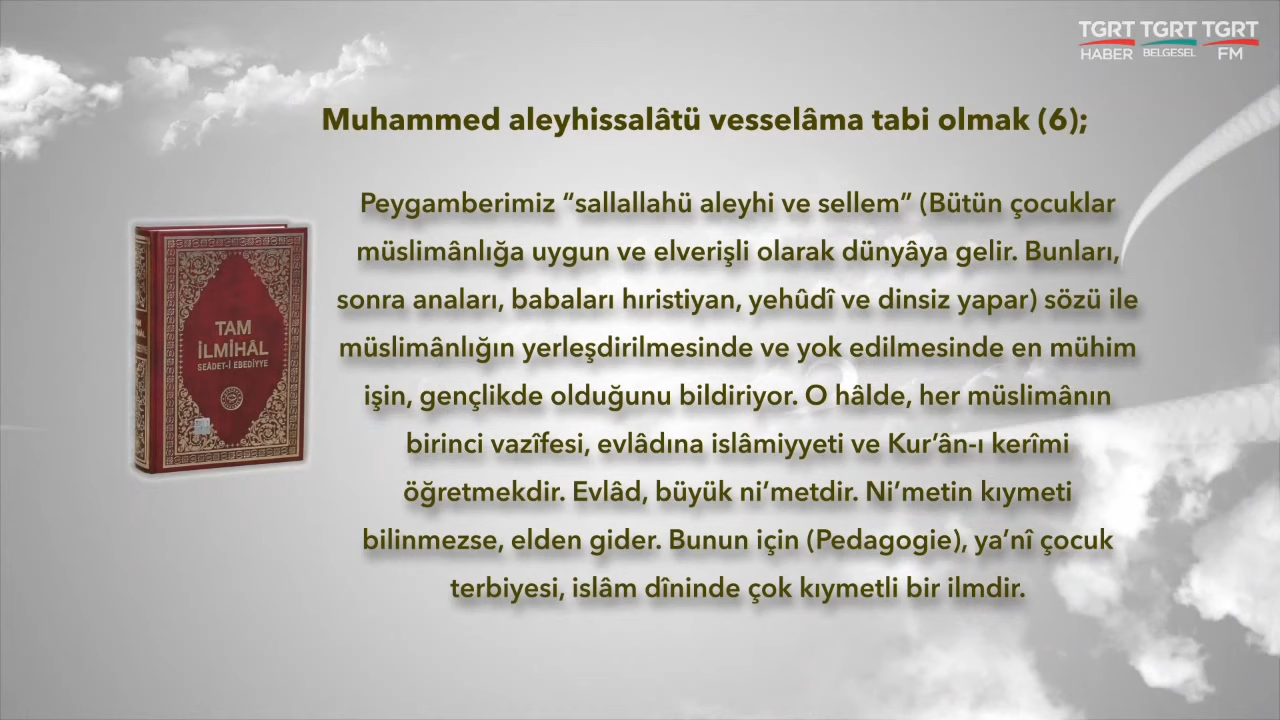 TGRT TGRT TGRT
HABER BELGESEL FM
Muhammed aleyhissalâtü vesselâma tabi olmak (6);
Peygamberimiz “sallallahü aleyhi ve sellem” (Bütün çocuklar
müslimânlığa uygun ve elverişli olarak dünyâya gelir. Bunları,
sonra anaları, babaları hıristiyan, yehûdî ve dinsiz yapar) sözü ile
müslimânlığın yerleşdirilmesinde ve yok edilmesinde en mühim
işin, gençlikde olduğunu bildiriyor. O hâlde, her müslimânın
birinci vazîfesi, evlâdına islâmiyyeti ve Kur’ân-ı kerîmi
öğretmekdir. Evlâd, büyük ni’metdir. Ni’metin kıymeti
bilinmezse, elden gider. Bunun için (Pedagogie), ya’nî çocuk
terbiyesi, islâm dîninde çok kıymetli bir ilmdir.
TAM
İLMİHÂL
SEÂDET-İ EBEDİYYE